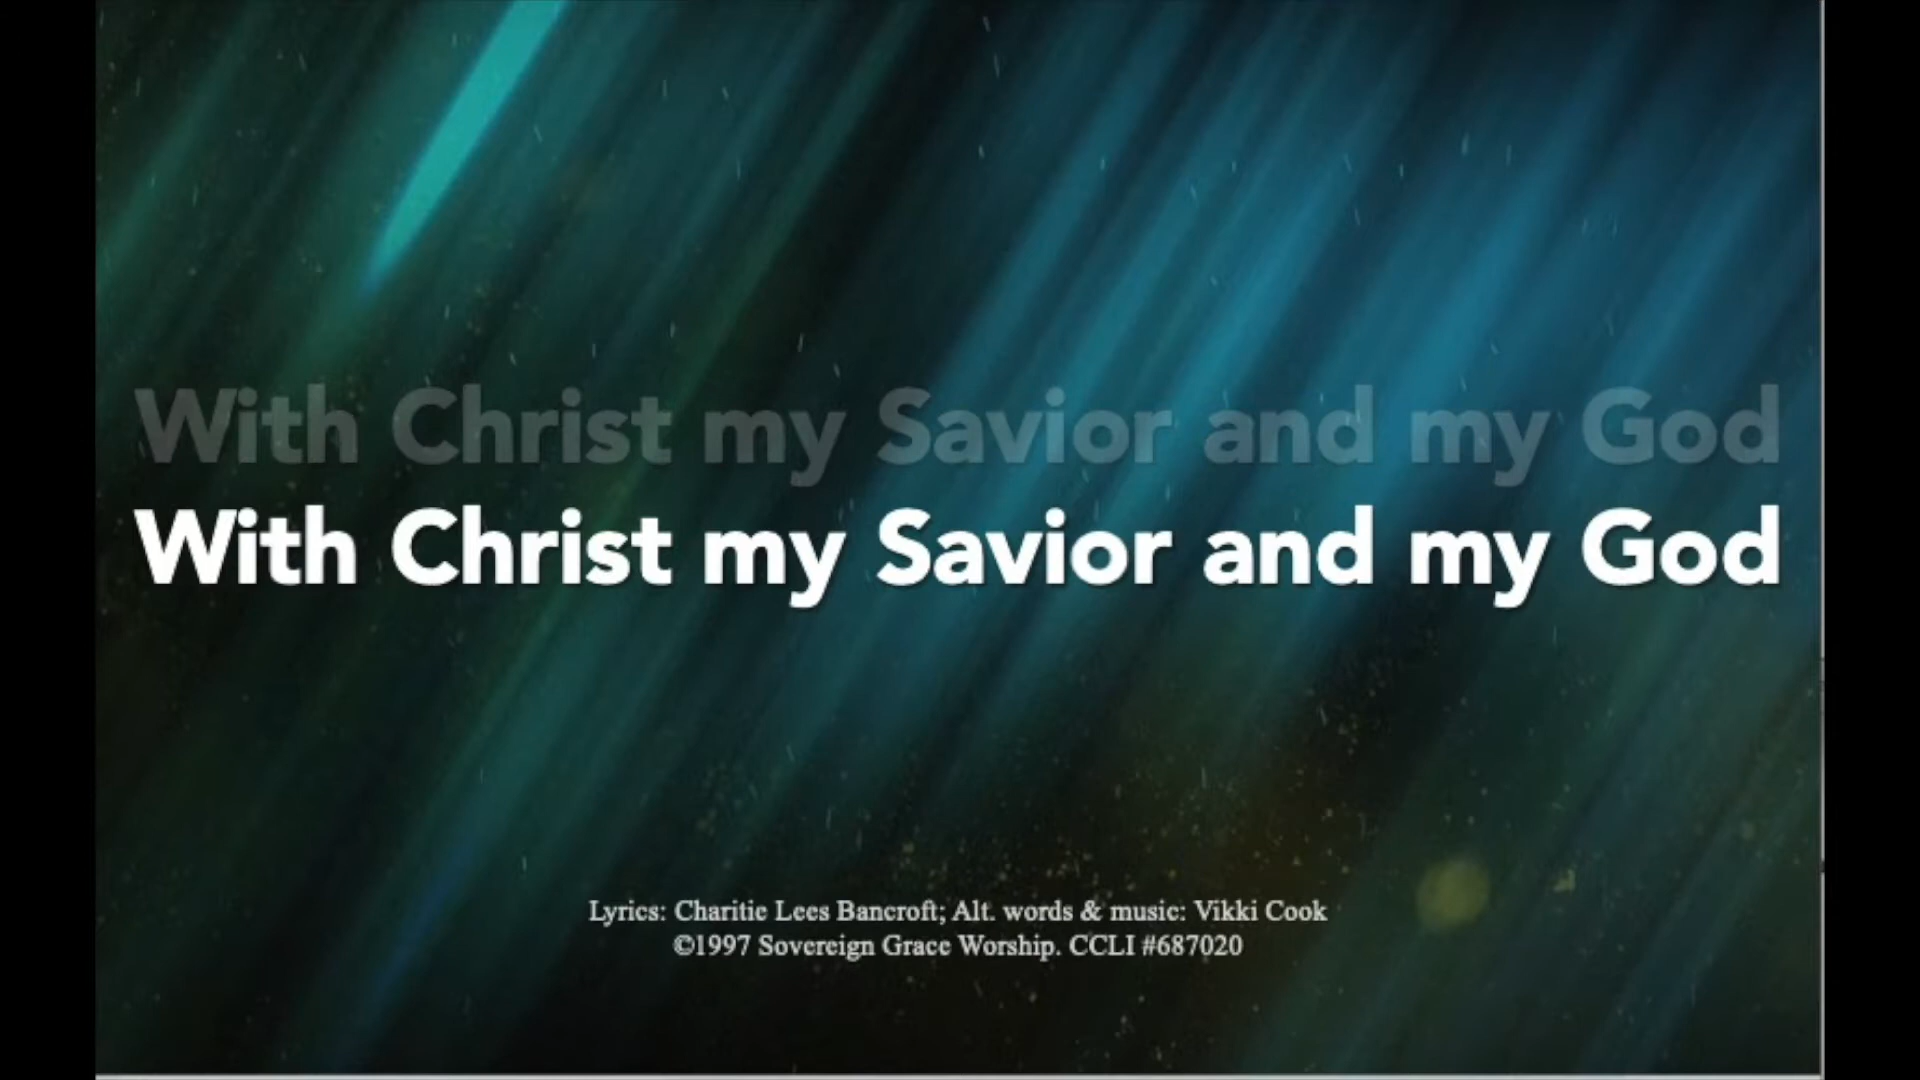 With Christ my Savior and my God
With Christ my Savior and my God
Lyrics: Charitie Lees Bancroft; Alt. words & music: Vikki Cook
©1997 Sovereign Grace Worship. CCLI #687020